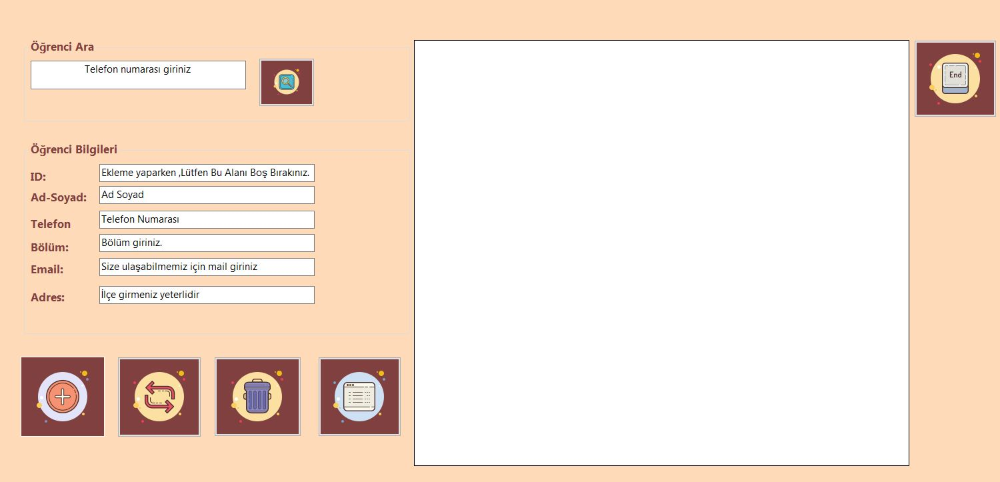 Öğrenci Ara
Telefon numarası giriniz
End
Öğrenci Bilgileri
ID:
Ekleme yaparken ,Lütfen Bu Alanı Boş Bırakınız.
Ad-Soyad:
Ad Soyad
Telefon
Telefon Numarası
Bölüm:
Bölüm giriniz.
Email:
Size ulaşabilmemiz için mail giriniz
Adres:
İlçe girmeniz yeterlidir